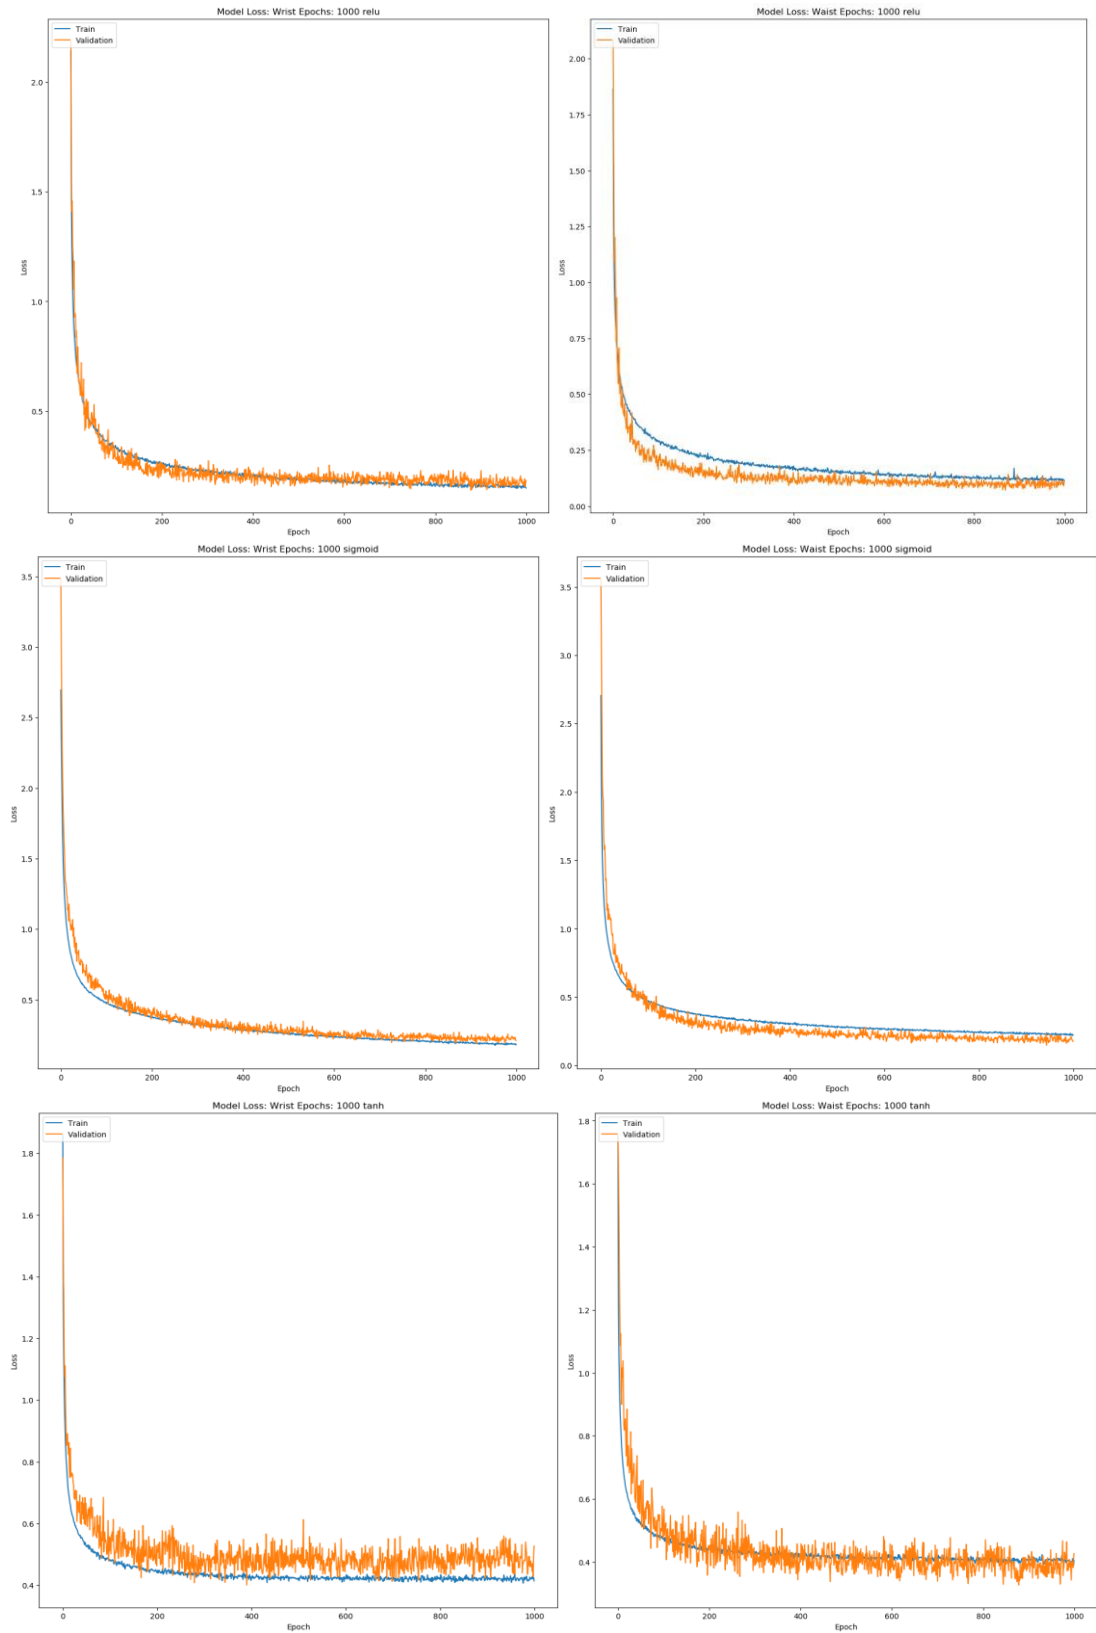 Model Loss: Wrist Epochs: 1000 relu
Train
Validation
2.0
1.5
1.0
0.5
Loss
0 200 400 600 800 1000
Epoch
Model Loss: Waist Epochs: 1000 relu
Train
Validation
2.00
1.75
1.50
1.25
1.00
0.75
0.50
0.25
0.00
Loss
0 200 400 600 800 1000
Epoch
Model Loss: Wrist Epochs: 1000 sigmoid
Train
Validation
3.5
3.0
2.5
2.0
1.5
1.0
0.5
Loss
0 200 400 600 800 1000
Epoch
Model Loss: Waist Epochs: 1000 sigmoid
Train
Validation
3.5
3.0
2.5
2.0
1.5
1.0
0.5
0.0
Loss
0 200 400 600 800 1000
Epoch
Model Loss: Wrist Epochs: 1000 tanh
Train
Validation
1.8
1.6
1.4
1.2
1.0
0.8
0.6
0.4
Loss
0 200 400 600 800 1000
Epoch
Model Loss: Waist Epochs: 1000 tanh
Train
Validation
1.8
1.6
1.4
1.2
1.0
0.8
0.6
0.4
Loss
0 200 400 600 800 1000
Epoch